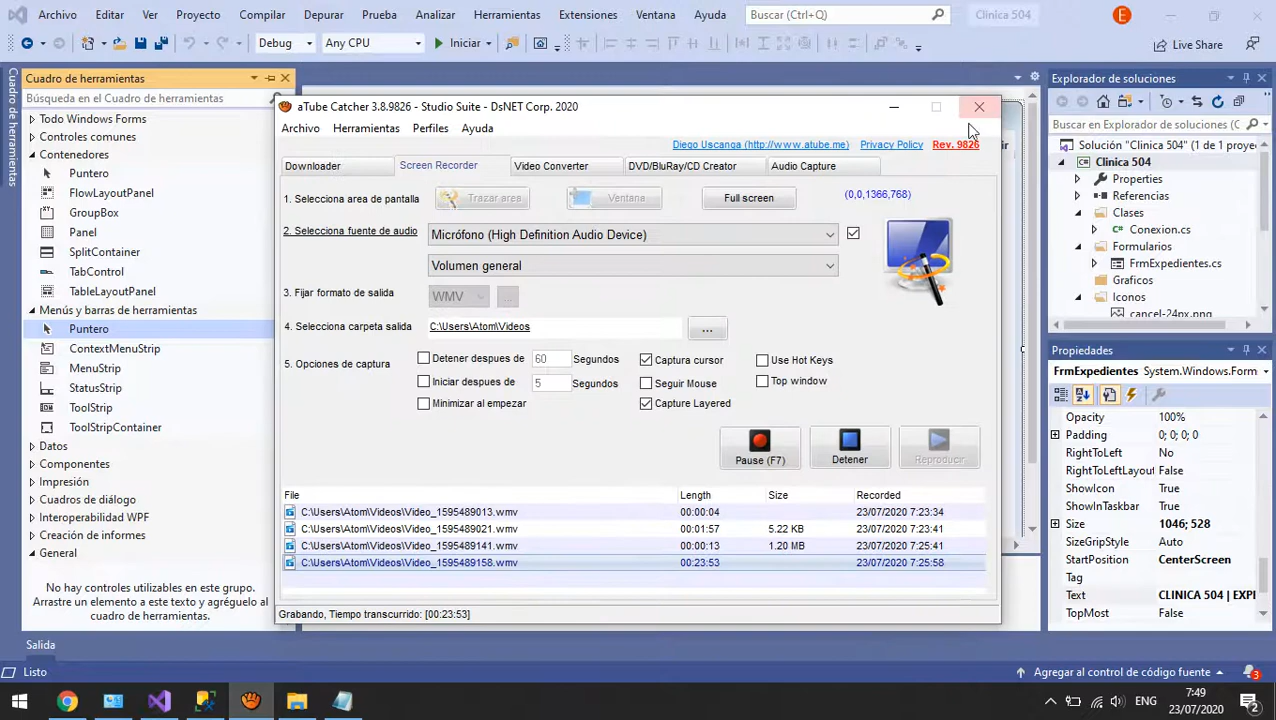 Archivo Editar Ver Proyecto Compilar Depurar Prueba Analizar Herramientas Extensiones Ventana Ayuda Buscar (Ctrl+Q) Clinica 504 E
Debug Any CPU Iniciar Live Share
Cuadro de herramientas
Cuadro de herramientas
Búsqueda en el Cuadro de herramientas
Todo Windows Forms
Controles comunes
Contenedores
Puntero
FlowLayoutPanel
GroupBox
Panel
SplitContainer
TabControl
TableLayoutPanel
Menús y barras de herramientas
Puntero
ContextMenuStrip
MenuStrip
StatusStrip
ToolStrip
ToolStripContainer
Datos
Componentes
Impresión
Cuadros de diálogo
Interoperabilidad WPF
Creación de informes
General
No hay controles utilizables en este grupo.
Arrastre un elemento a este texto y agréguelo al
cuadro de herramientas.
Salida
Listo
aTube Catcher 3.8.9826 - Studio Suite - DsNET Corp. 2020
Archivo Herramientas Perfiles Ayuda
Diego Uscanga (http://www.atube.me) Privacy Policy Rev. 9826
Downloader Screen Recorder Video Converter DVD/BluRay/CD Creator Audio Capture
1. Selecciona area de pantalla Trazar area Ventana Full screen (0,0,1366,768)
2. Selecciona fuente de audio Micrófono (High Definition Audio Device)
Volumen general
3. Fijar formato de salida WMV ...
4. Selecciona carpeta salida C:\Users\Atom\Videos ...
5. Opciones de captura
Detener despues de 60 Segundos Captura cursor Use Hot Keys
Iniciar despues de 5 Segundos Seguir Mouse Top window
Minimizar al empezar Capture Layered
Pause (F7) Detener Reproducir
File Length Size Recorded
C:\Users\Atom\Videos\Video_1595489013.wmv 00:00:04 23/07/2020 7:23:34
C:\Users\Atom\Videos\Video_1595489021.wmv 00:01:57 5.22 KB 23/07/2020 7:23:41
C:\Users\Atom\Videos\Video_1595489141.wmv 00:00:13 1.20 MB 23/07/2020 7:25:41
C:\Users\Atom\Videos\Video_1595489158.wmv 00:23:53 23/07/2020 7:25:58
Grabando, Tiempo transcurrido: [00:23:53]
ir
Explorador de soluciones
Buscar en Explorador de soluciones (
Solución "Clinica 504" (1 de 1 proye
Clinica 504
Properties
Referencias
Clases
Conexion.cs
Formularios
FrmExpedientes.cs
Graficos
Iconos
cancel-24px.png
Propiedades
FrmExpedientes System.Windows.Form
Opacity 100%
Padding 0; 0; 0; 0
RightToLeft No
RightToLeftLayout False
ShowIcon True
ShowInTaskbar True
Size 1046; 528
SizeGripStyle Auto
StartPosition CenterScreen
Tag
Text CLINICA 504 | EXPI
TopMost False
Agregar al control de código fuente 3
ENG 7:49
23/07/2020 2